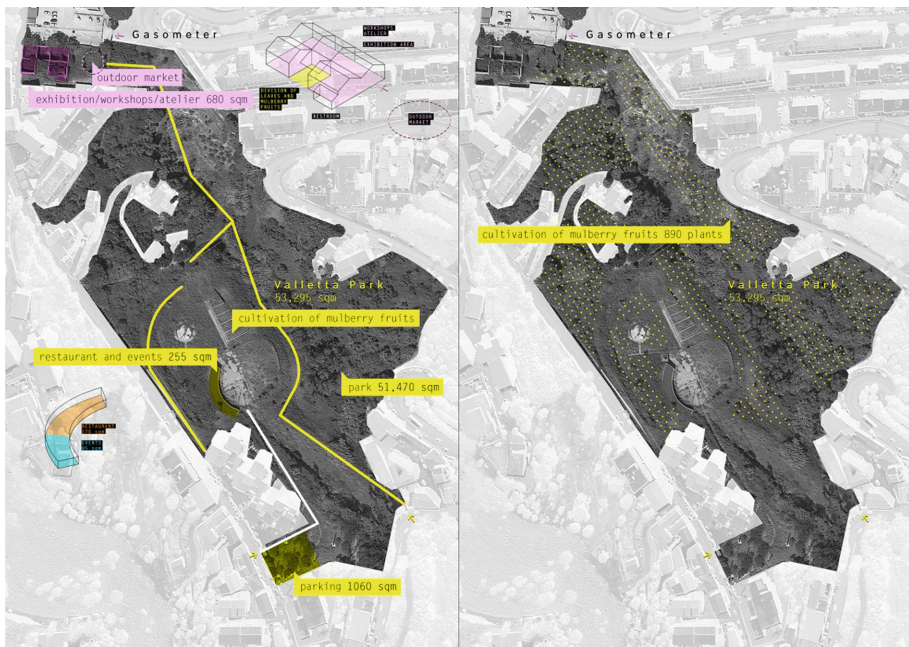 Gasometer
WORKSHOPS
ATELIER
EXHIBITION AREA
outdoor market
exhibition/workshops/atelier 680 sqm
DIVISION OF
LEAVES AND
MULBERRY
FRUITS
RESTROOM
OUTDOOR
MARKET
Valletta Park
53,295 sqm
cultivation of mulberry fruits
restaurant and events 255 sqm
park 51,470 sqm
RESTAURANT
EVENTS
parking 1060 sqm
Gasometer
cultivation of mulberry fruits 890 plants
Valletta Park
53,295 sqm